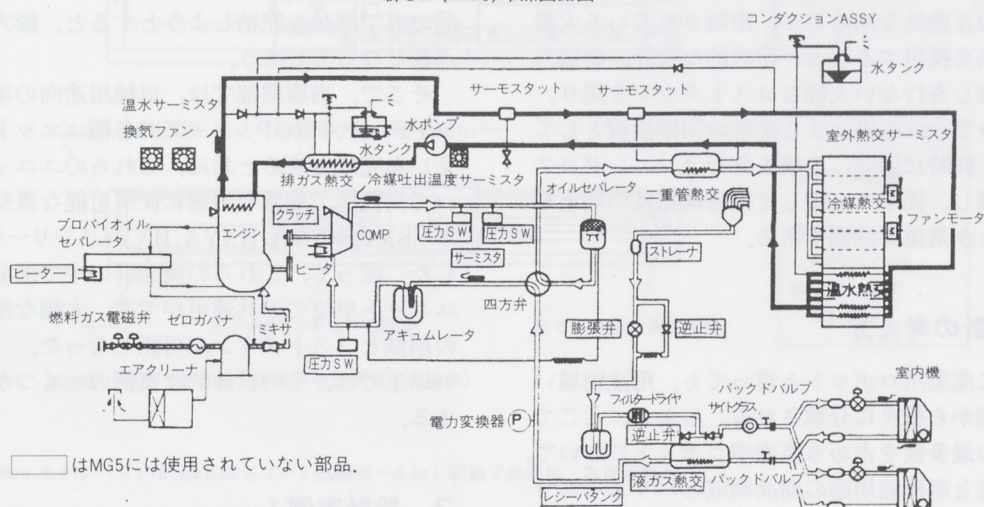 コンダクションASSY
水タンク
サーモスタット
サーモスタット
温水サーミスタ
換気ファン
水ポンプ
水タンク
室外熱交サーミスタ
排ガス熱交
冷媒吐出温度サーミスタ
オイルセパレータ
二重管熱交
冷媒熱交
クラッチ
ブローバイオイル
セパレータ
エンジン
COMP
圧力SW
圧力SW
ストレーナ
ファンモータ
サーミスタ
ヒーター
ヒータ
四方弁
温水熱交
燃料ガス電磁弁
ゼロガバナ
ミキサ
アキュムレータ
膨張弁
逆止弁
エアクリーナ
圧力SW
室内機
フィルタードライヤ
パックドバルブ
サイトグラス
電力変換器
P
逆止弁
液ガス熱交
パックドバルブ
レシーバタンク
はMG5には使用されていない部品.